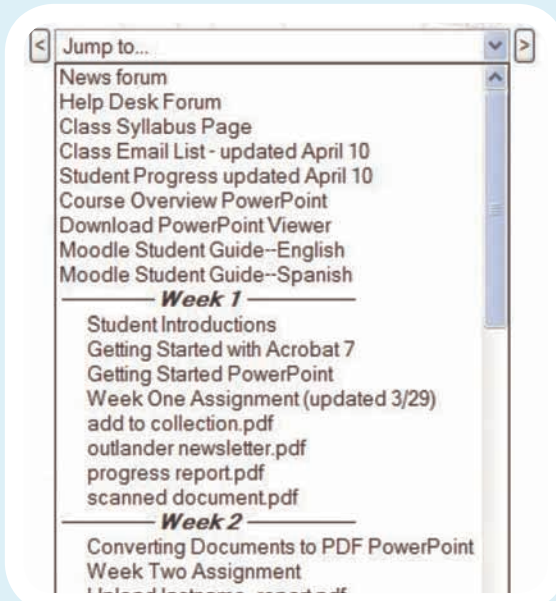 < Jump to... >
News forum
Help Desk Forum
Class Syllabus Page
Class Email List - updated April 10
Student Progress updated April 10
Course Overview PowerPoint
Download PowerPoint Viewer
Moodle Student Guide--English
Moodle Student Guide--Spanish
Week 1
Student Introductions
Getting Started with Acrobat 7
Getting Started PowerPoint
Week One Assignment (updated 3/29)
add to collection.pdf
outlander newsletter.pdf
progress report.pdf
scanned document.pdf
Week 2
Converting Documents to PDF PowerPoint
Week Two Assignment
Upload lastname_report.pdf